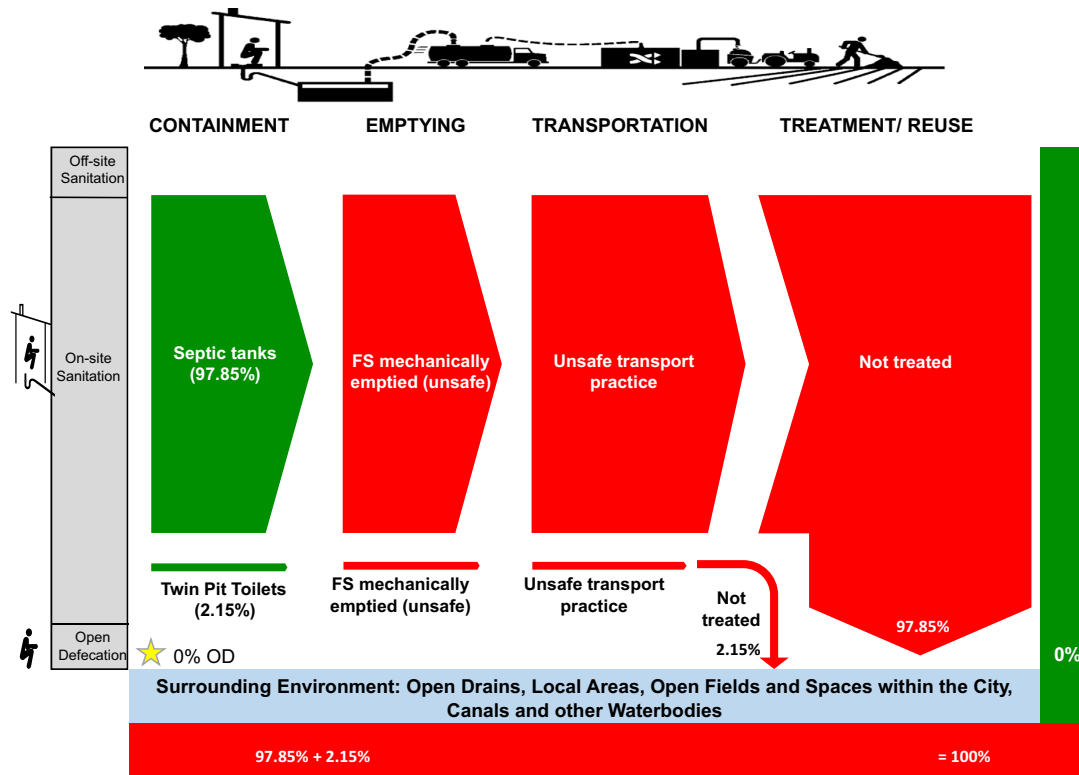 CONTAINMENT
EMPTYING
TRANSPORTATION
TREATMENT/ REUSE
Off-site
Sanitation
On-site
Sanitation
Open
Defecation
Septic tanks
(97.85%)
FS mechanically
emptied (unsafe)
Unsafe transport
practice
Not treated
Twin Pit Toilets
(2.15%)
FS mechanically
emptied (unsafe)
Unsafe transport
practice
Not
treated
2.15%
97.85%
0% OD
0%
Surrounding Environment: Open Drains, Local Areas, Open Fields and Spaces within the City,
Canals and other Waterbodies
97.85% + 2.15%
= 100%